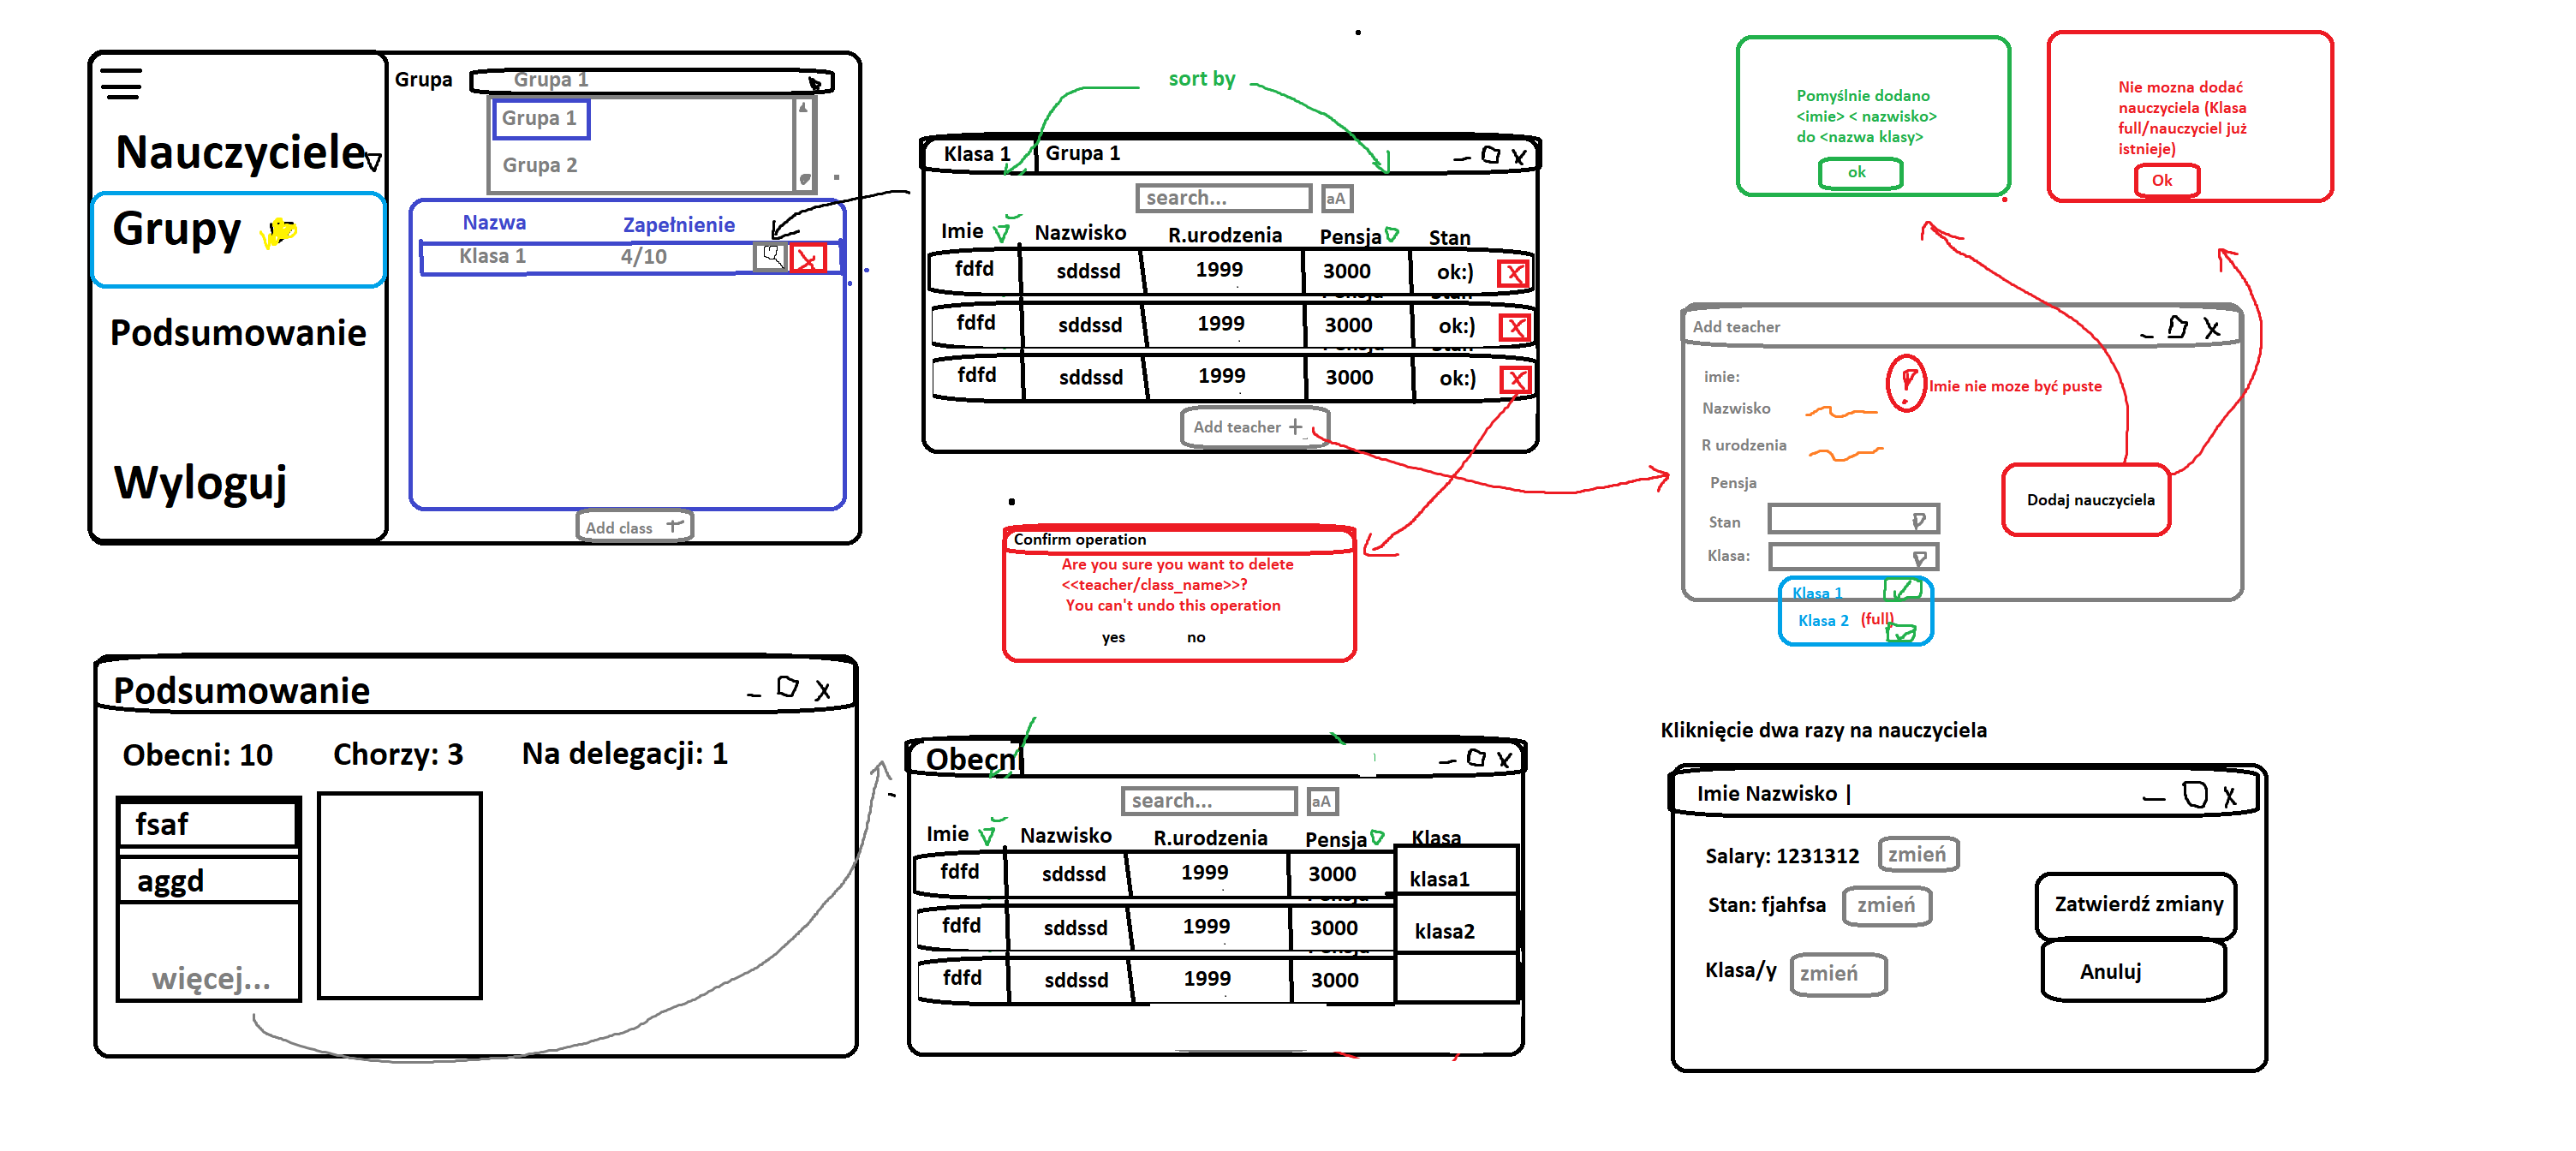 Grupa
Grupa 1
Grupa 1
Grupa 2
Nauczyciele
Grupy
Podsumowanie
Wyloguj
Nazwa Zapełnienie
Klasa 1 4/10
Add class +
sort by
Klasa 1 Grupa 1
search... aA
Imie Nazwisko R.urodzenia Pensja Stan
fdfd sddssd 1999 3000 ok:) X
fdfd sddssd 1999 3000 ok:) X
fdfd sddssd 1999 3000 ok:) X
Add teacher +
Confirm operation
Are you sure you want to delete
<<teacher/class_name>>?
You can't undo this operation
yes no
Pomyślnie dodano
<imie> < nazwisko>
do <nazwa klasy>
ok
Nie mozna dodać
nauczyciela (Klasa
full/nauczyciel już
istnieje)
Ok
Add teacher
imie:
! Imie nie moze być puste
Nazwisko
R urodzenia
Pensja
Stan
Klasa:
Dodaj nauczyciela
Klasa 1
Klasa 2 (full)
Podsumowanie
Obecni: 10 Chorzy: 3 Na delegacji: 1
fsaf
aggd
więcej...
Obecni
search... aA
Imie Nazwisko R.urodzenia Pensja Klasa
fdfd sddssd 1999 3000 klasa1
fdfd sddssd 1999 3000 klasa2
fdfd sddssd 1999 3000
Kliknięcie dwa razy na nauczyciela
Imie Nazwisko |
Salary: 1231312 zmień
Stan: fjahfsa zmień
Klasa/y zmień
Zatwierdź zmiany
Anuluj